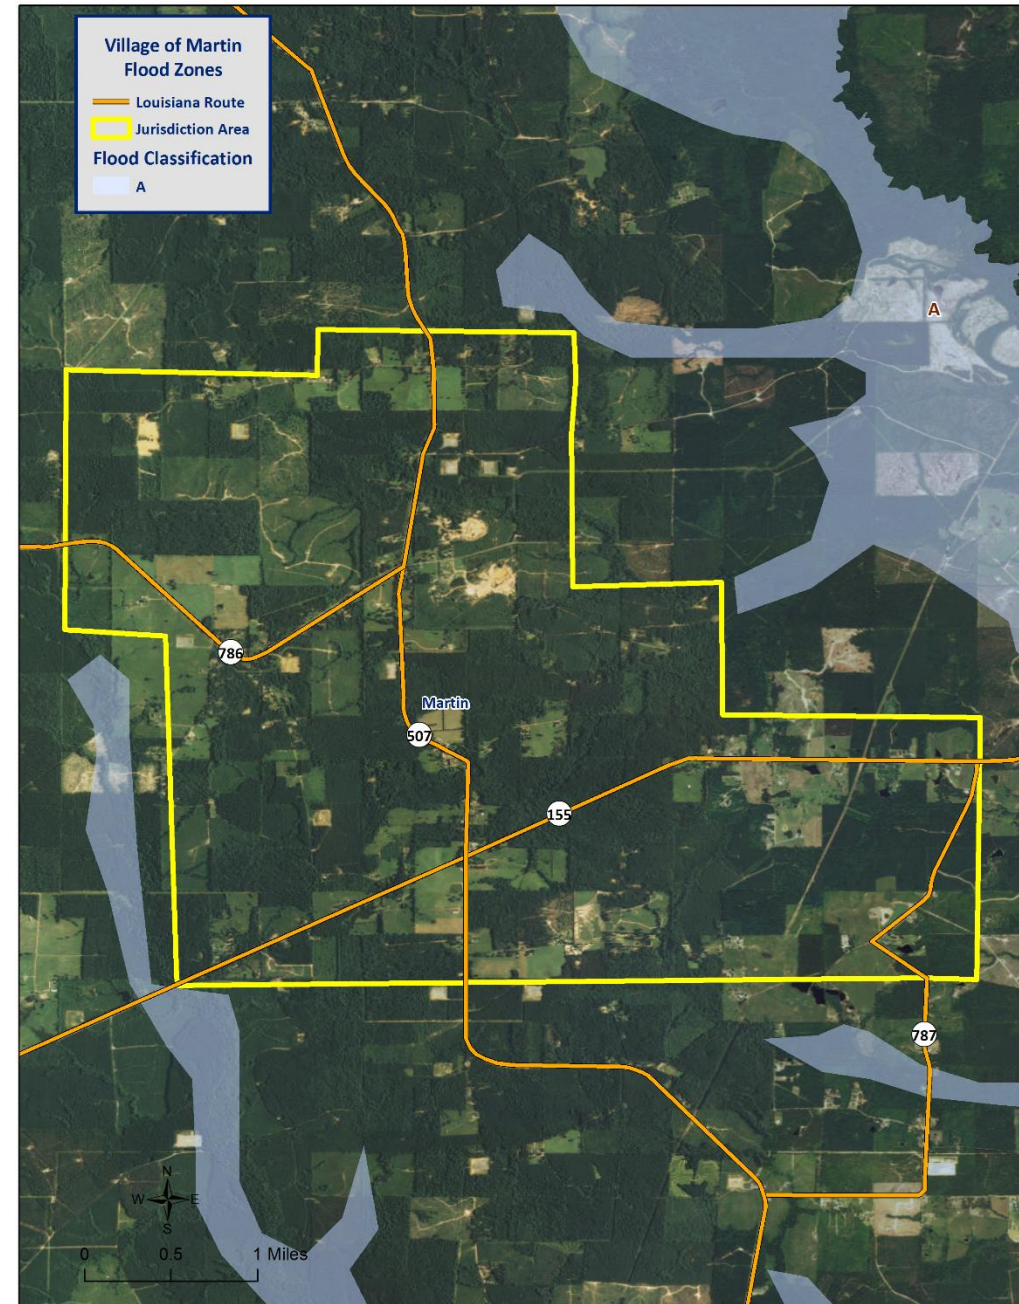 Village of Martin
Flood Zones
Louisiana Route
Jurisdiction Area
Flood Classification
A
A
786
Martin
507
155
787
N
W E
S
0 0.5 1 Miles